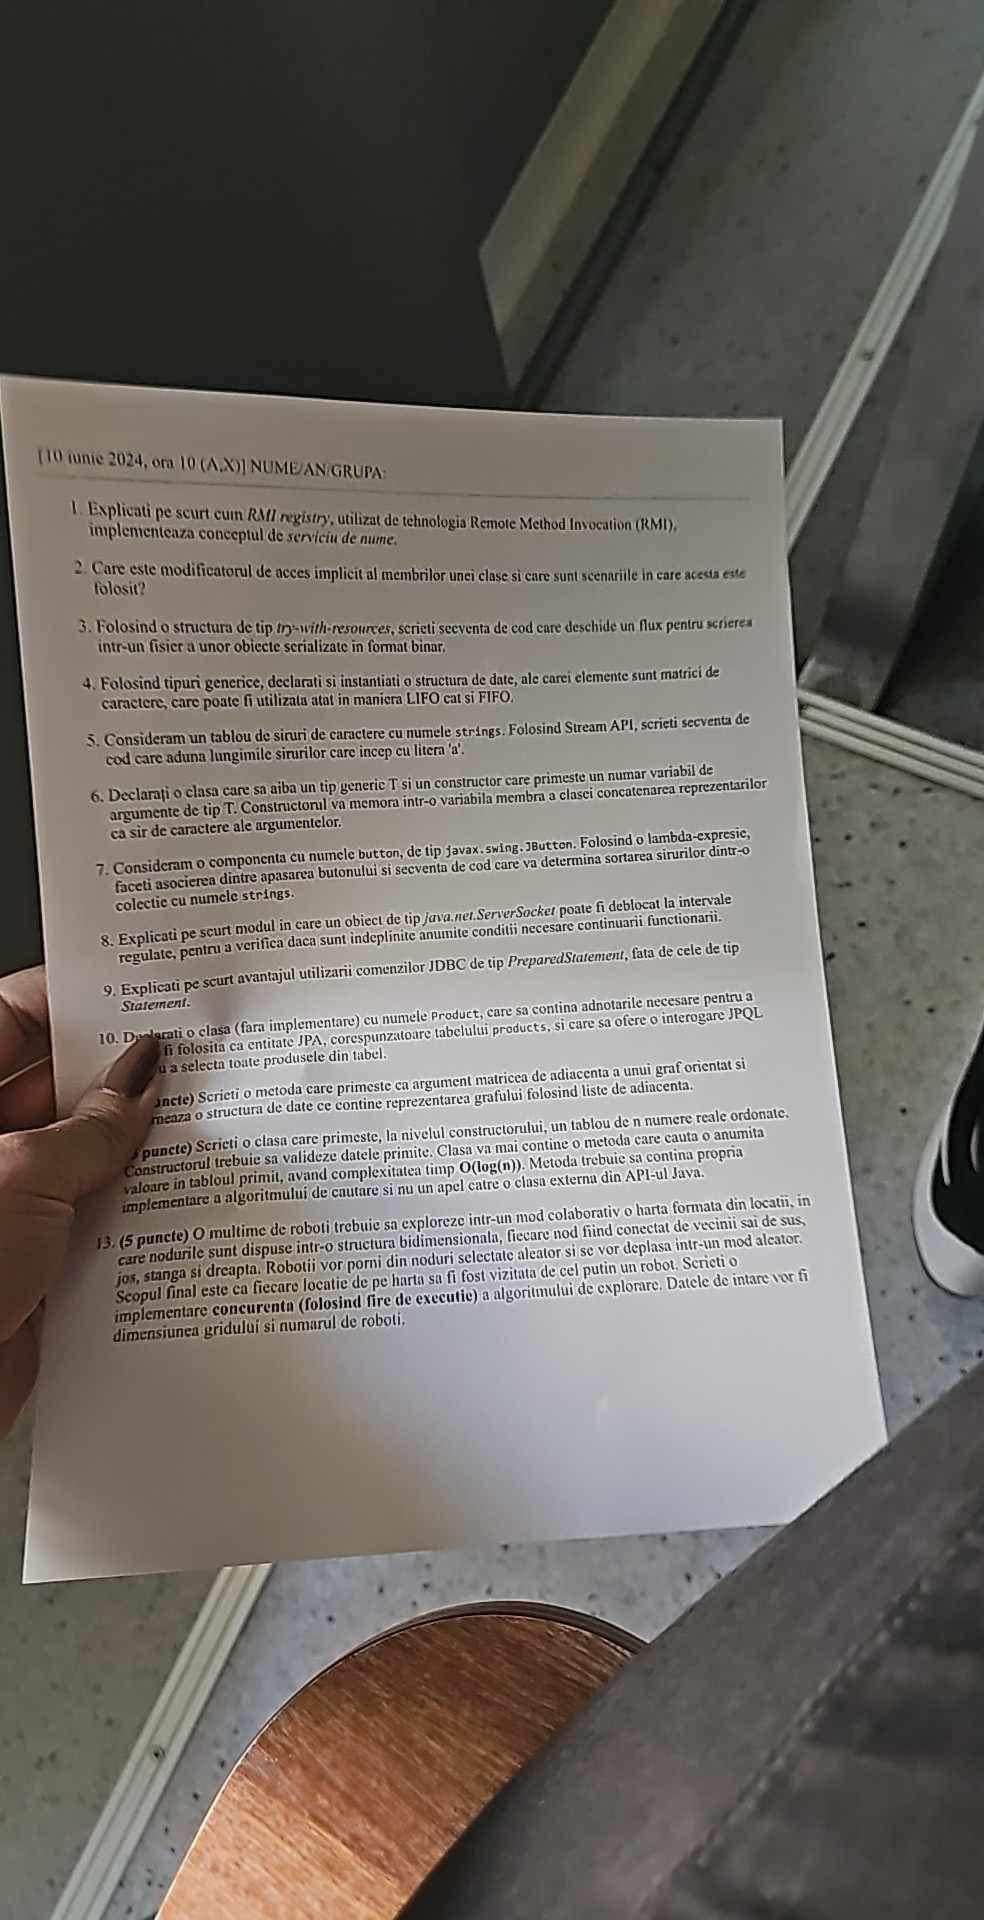 [10 iunie 2024, ora 10 (A,X)] NUME/AN/GRUPA:
1. Explicati pe scurt cum RMI registry, utilizat de tehnologia Remote Method Invocation (RMI),
implementeaza conceptul de serviciu de nume.
2. Care este modificatorul de acces implicit al membrilor unei clase si care sunt scenariile in care acesta este
folosit?
3. Folosind o structura de tip try-with-resources, scrieti secventa de cod care deschide un flux pentru scrierea
intr-un fisier a unor obiecte serializate in format binar.
4. Folosind tipuri generice, declarati si instantiati o structura de date, ale carei elemente sunt matrici de
caractere, care poate fi utilizata atat in maniera LIFO cat si FIFO.
5. Consideram un tablou de siruri de caractere cu numele strings. Folosind Stream API, scrieti secventa de
cod care aduna lungimile sirurilor care incep cu litera 'a'.
6. Declarați o clasa care sa aiba un tip generic T si un constructor care primeste un numar variabil de
argumente de tip T. Constructorul va memora intr-o variabila membra a clasei concatenarea reprezentarilor
ca sir de caractere ale argumentelor.
7. Consideram o componenta cu numele button, de tip javax.swing.JButton. Folosind o lambda-expresie,
faceti asocierea dintre apasarea butonului si secventa de cod care va determina sortarea sirurilor dintr-o
colectie cu numele strings.
8. Explicati pe scurt modul in care un obiect de tip java.net.ServerSocket poate fi deblocat la intervale
regulate, pentru a verifica daca sunt indeplinite anumite conditii necesare continuarii functionarii.
9. Explicati pe scurt avantajul utilizarii comenzilor JDBC de tip PreparedStatement, fata de cele de tip
Statement.
10. Declarati o clasa (fara implementare) cu numele Product, care sa contina adnotarile necesare pentru a
fi folosita ca entitate JPA, corespunzatoare tabelului products, si care sa ofere o interogare JPQL
u a selecta toate produsele din tabel.
uncte) Scrieti o metoda care primeste ca argument matricea de adiacenta a unui graf orientat si
neaza o structura de date ce contine reprezentarea grafului folosind liste de adiacenta.
puncte) Scrieti o clasa care primeste, la nivelul constructorului, un tablou de n numere reale ordonate.
Constructorul trebuie sa valideze datele primite. Clasa va mai contine o metoda care cauta o anumita
valoare in tabloul primit, avand complexitatea timp O(log(n)). Metoda trebuie sa contina propria
implementare a algoritmului de cautare si nu un apel catre o clasa externa din API-ul Java.
13. (5 puncte) O multime de roboti trebuie sa exploreze intr-un mod colaborativ o harta formata din locatii, in
care nodurile sunt dispuse intr-o structura bidimensionala, fiecare nod fiind conectat de vecinii sai de sus,
jos, stanga si dreapta. Robotii vor porni din noduri selectate aleator si se vor deplasa intr-un mod aleator.
Scopul final este ca fiecare locatie de pe harta sa fi fost vizitata de cel putin un robot. Scrieti o
implementare concurenta (folosind fire de executie) a algoritmului de explorare. Datele de intare vor fi
dimensiunea gridului si numarul de roboti.